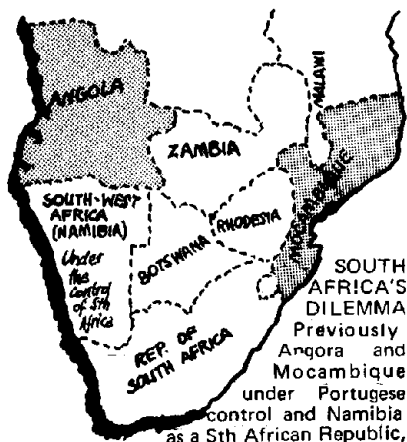 ANGOLA
ZAMBIA
MALAWI
MOCAMBIQUE
SOUTH-WEST
AFRICA
(NAMIBIA)
Under
the
Control
of Sth
Africa
BOTSWANA
RHODESIA
REP. OF
SOUTH AFRICA
SOUTH
AFRICA'S
DILEMMA
Previously
Angora and
Mocambique
under Portugese
control and Namibia
as a Sth African Republic,